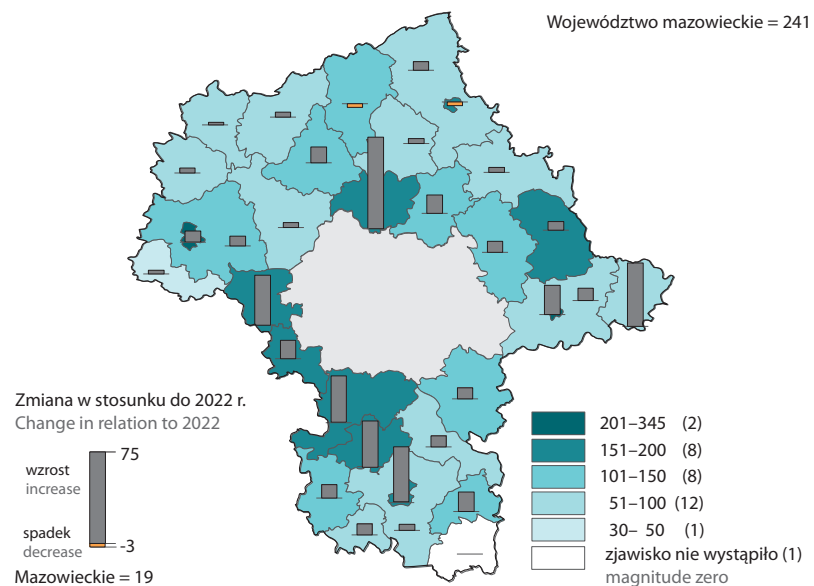 Województwo mazowieckie = 241
Zmiana w stosunku do 2022 r.
Change in relation to 2022
75
wzrost
increase
spadek
decrease
-3
Mazowieckie = 19
201–345 (2)
151–200 (8)
101–150 (8)
51–100 (12)
30– 50 (1)
zjawisko nie wystąpiło (1)
magnitude zero